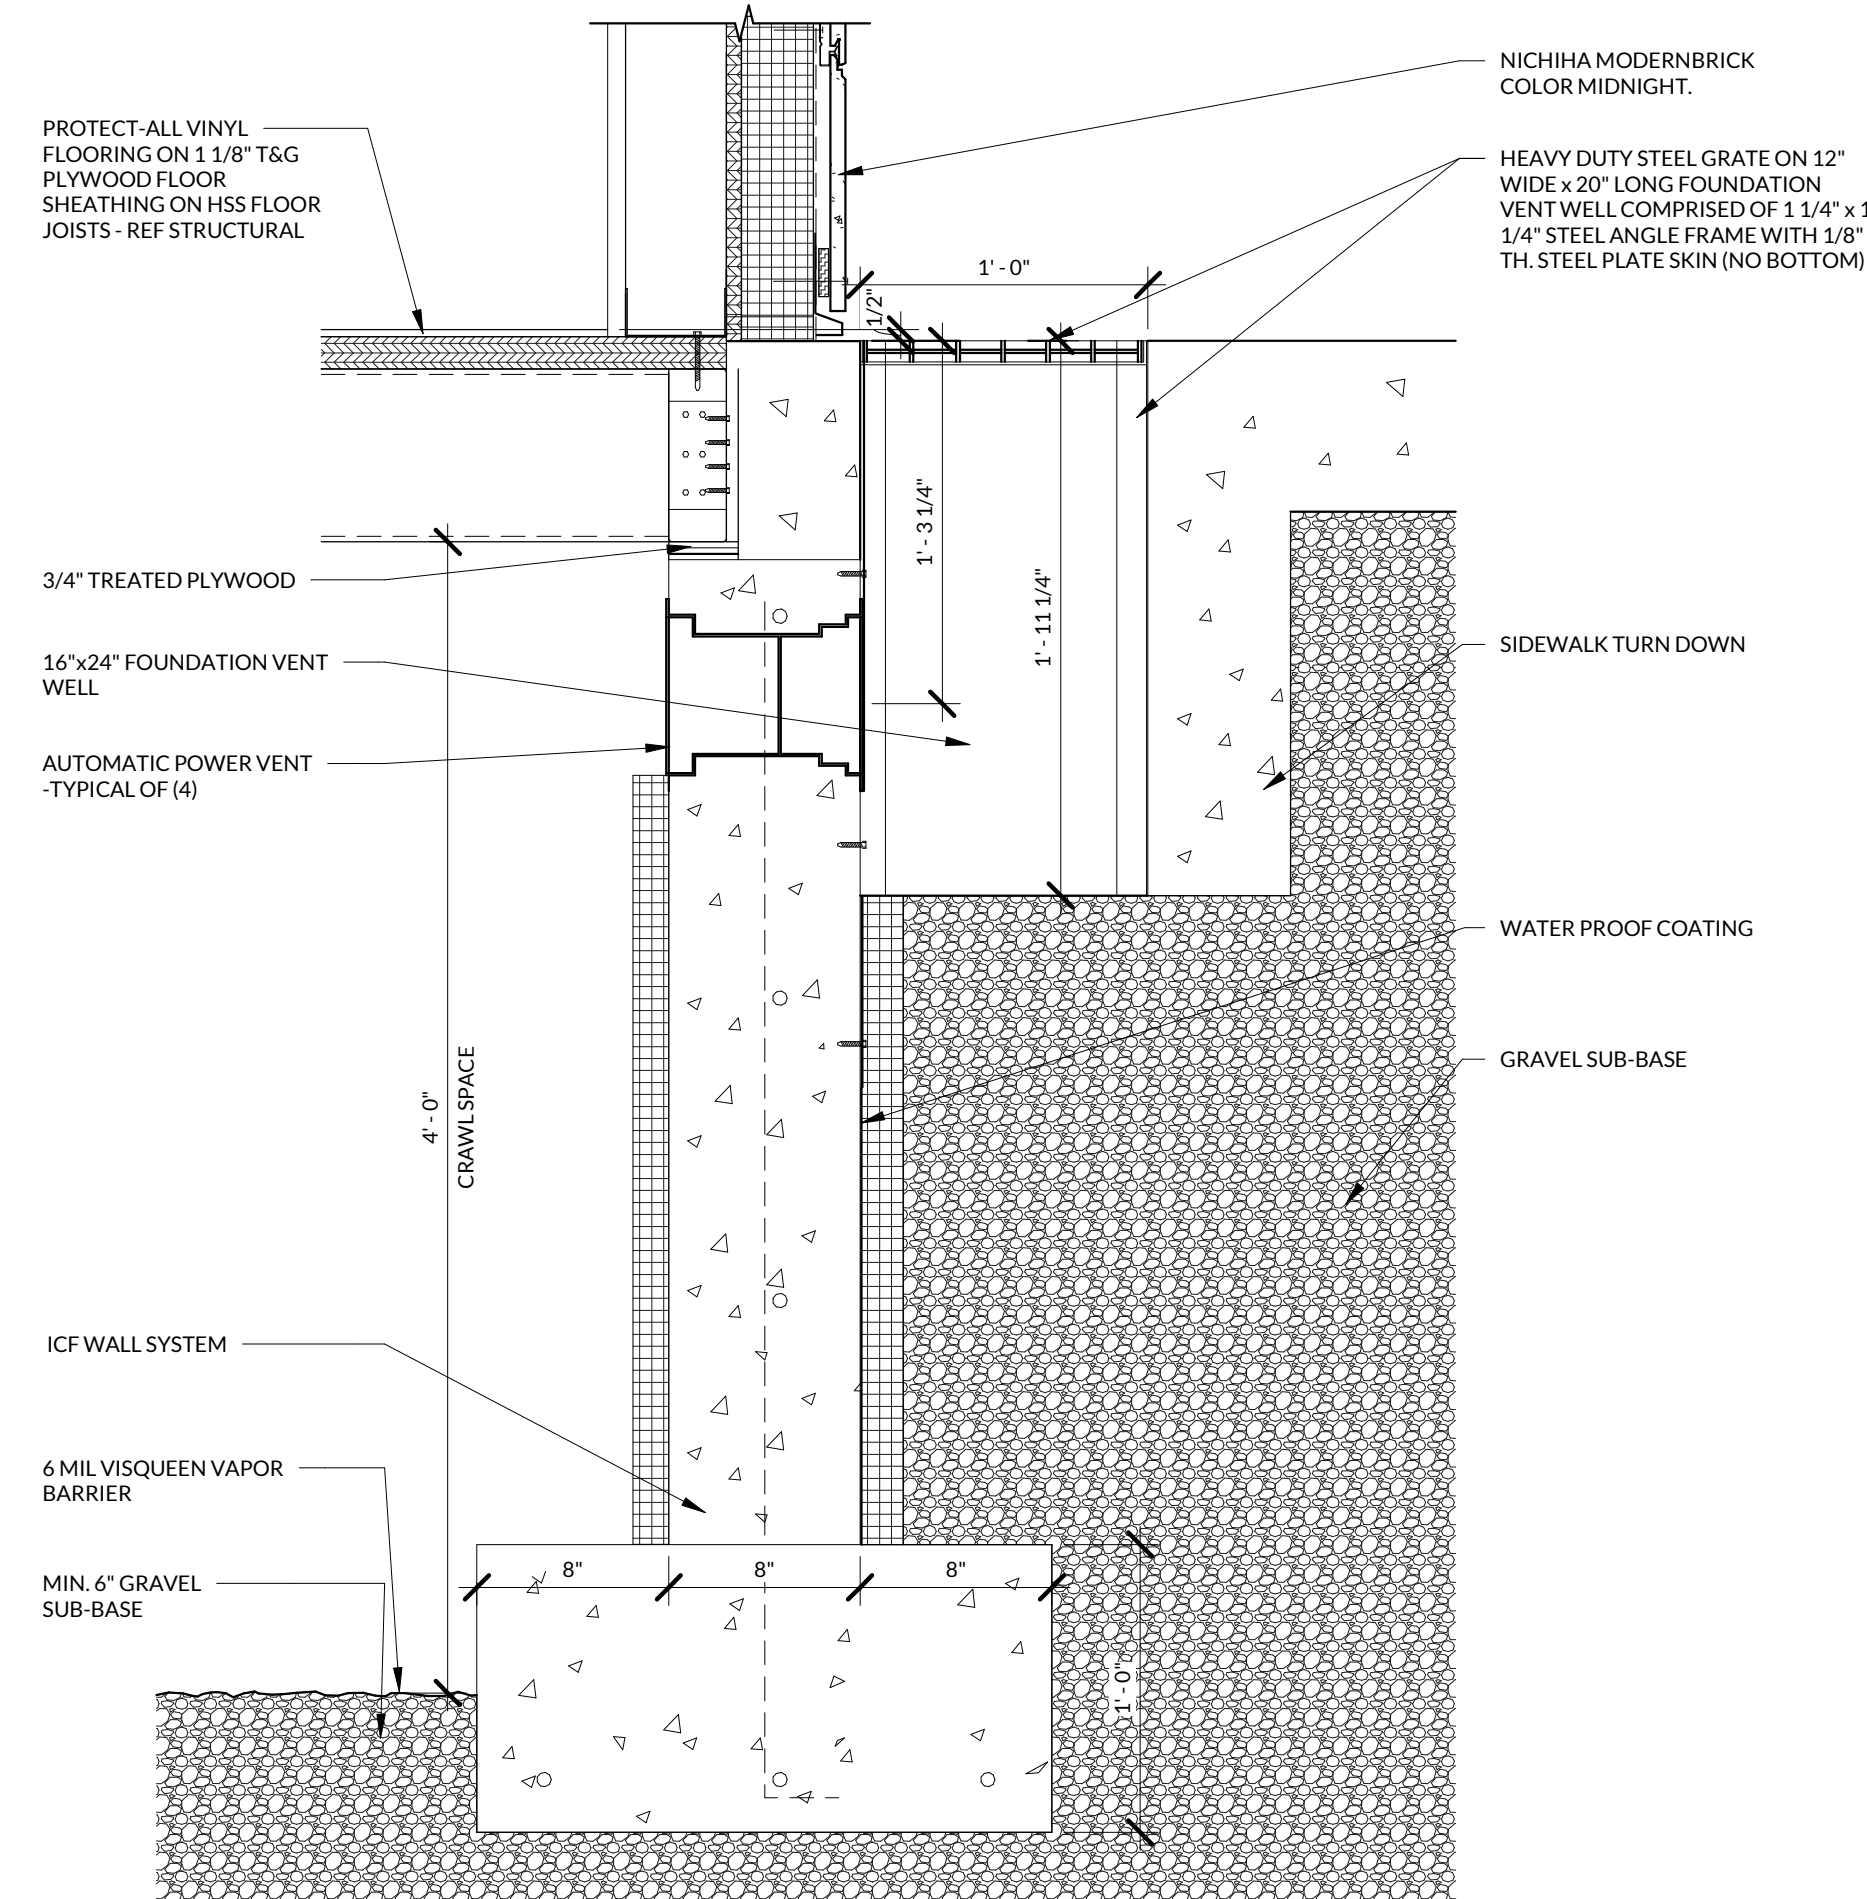 NICHIHA MODERNBRICK
COLOR MIDNIGHT.
PROTECT-ALL VINYL
FLOORING ON 1 1/8" T&G
PLYWOOD FLOOR
SHEATHING ON HSS FLOOR
JOISTS - REF STRUCTURAL
HEAVY DUTY STEEL GRATE ON 12"
WIDE x 20" LONG FOUNDATION
VENT WELL COMPRISED OF 1 1/4" x 1
1/4" STEEL ANGLE FRAME WITH 1/8"
TH. STEEL PLATE SKIN (NO BOTTOM)
1' - 0"
1/2"
1' - 3 1/4"
1' - 11 1/4"
3/4" TREATED PLYWOOD
16"x24" FOUNDATION VENT
WELL
SIDEWALK TURN DOWN
AUTOMATIC POWER VENT
-TYPICAL OF (4)
WATER PROOF COATING
GRAVEL SUB-BASE
4' - 0"
CRAWL SPACE
ICF WALL SYSTEM
6 MIL VISQUEEN VAPOR
BARRIER
8"
8"
8"
MIN. 6" GRAVEL
SUB-BASE
1' - 0"